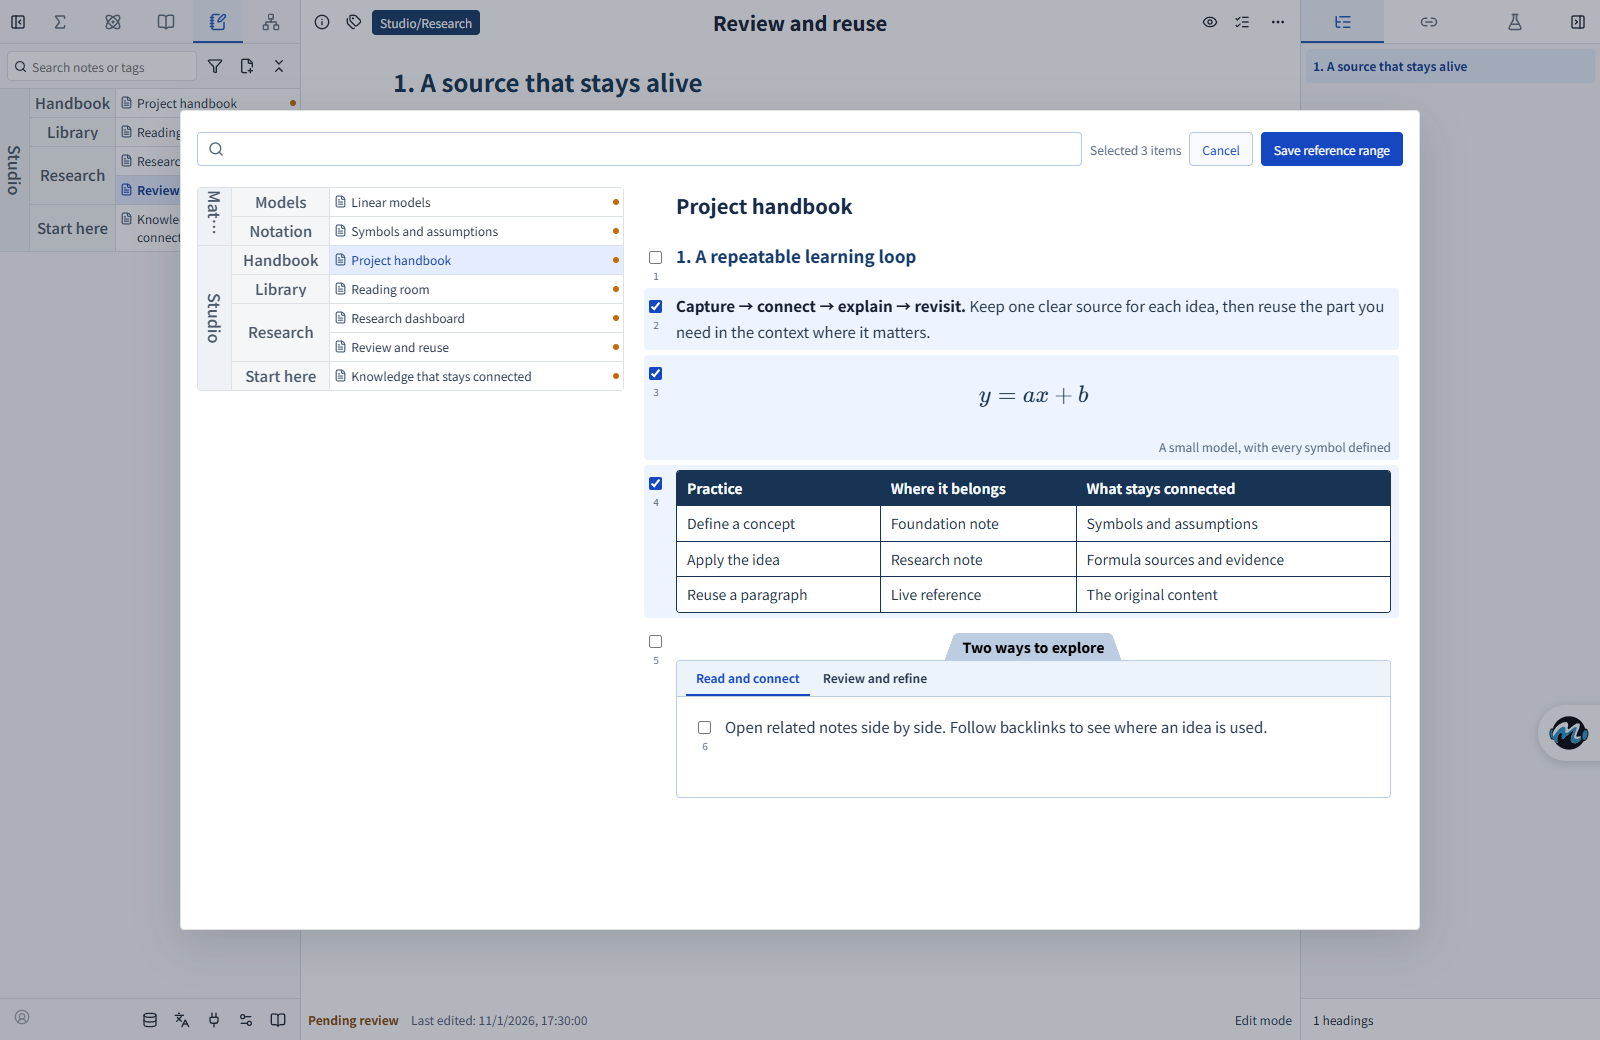 Studio/Research
Review and reuse
Search notes or tags
1. A source that stays alive
1. A source that stays alive
Studio
Handbook
Project handbook
Library
Reading
Research
Researc
Review
Start here
Knowle
connect
Selected 3 items
Cancel
Save reference range
Mat...
Models
Linear models
Notation
Symbols and assumptions
Studio
Handbook
Project handbook
Library
Reading room
Research
Research dashboard
Review and reuse
Start here
Knowledge that stays connected
Project handbook
1. A repeatable learning loop
1
Capture → connect → explain → revisit. Keep one clear source for each idea, then reuse the part you
need in the context where it matters.
2
3
y = ax + b
A small model, with every symbol defined
4
Practice Where it belongs What stays connected
Define a concept Foundation note Symbols and assumptions
Apply the idea Research note Formula sources and evidence
Reuse a paragraph Live reference The original content
5
Two ways to explore
Read and connect Review and refine
Open related notes side by side. Follow backlinks to see where an idea is used.
6
Pending review Last edited: 11/1/2026, 17:30:00
Edit mode
1 headings